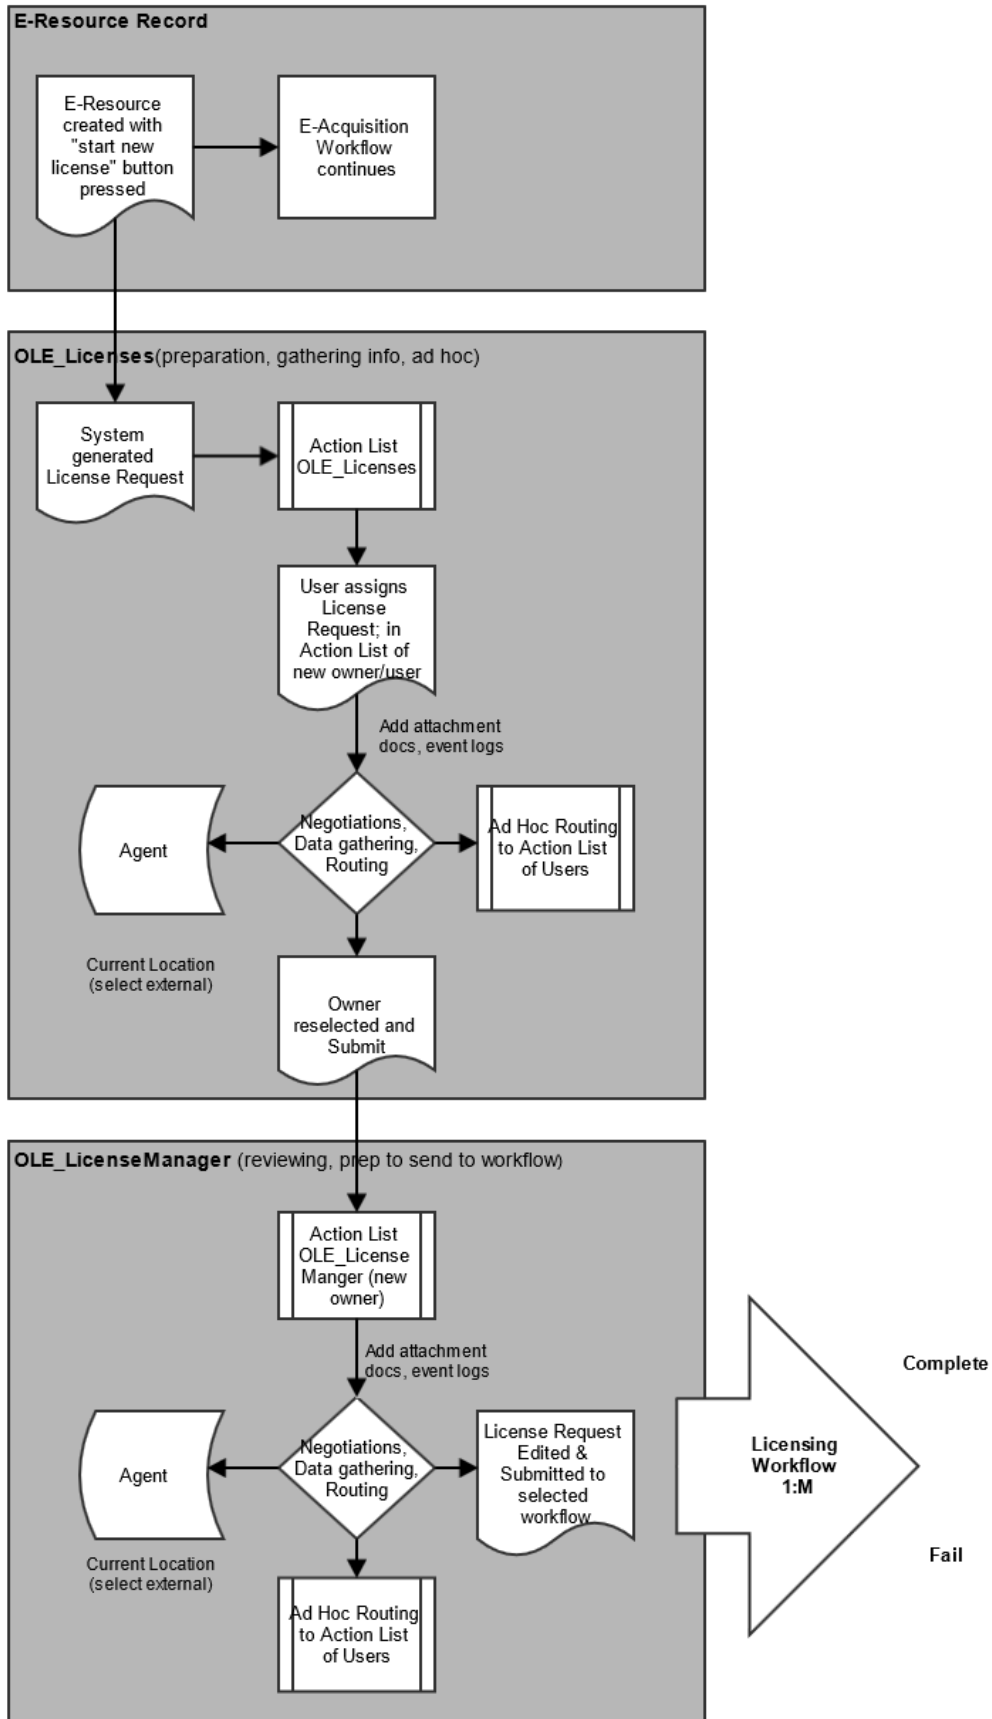 E-Resource Record
E-Resource
created with
"start new
license" button
pressed
E-Acquisition
Workflow
continues
OLE_Licenses(preparation, gathering info, ad hoc)
System
generated
License Request
Action List
OLE_Licenses
User assigns
License
Request; in
Action List of
new owner/user
Add attachment
docs, event logs
Agent
Negotiations,
Data gathering,
Routing
Ad Hoc Routing
to Action List
of Users
Current Location
(select external)
Owner
reselected and
Submit
OLE_LicenseManager (reviewing, prep to send to workflow)
Action List
OLE_License
Manger (new
owner)
Add attachment
docs, event logs
Agent
Negotiations,
Data gathering,
Routing
License Request
Edited &
Submitted to
selected
workflow
Current Location
(select external)
Ad Hoc Routing
to Action List
of Users
Licensing
Workflow
1:M
Complete
Fail